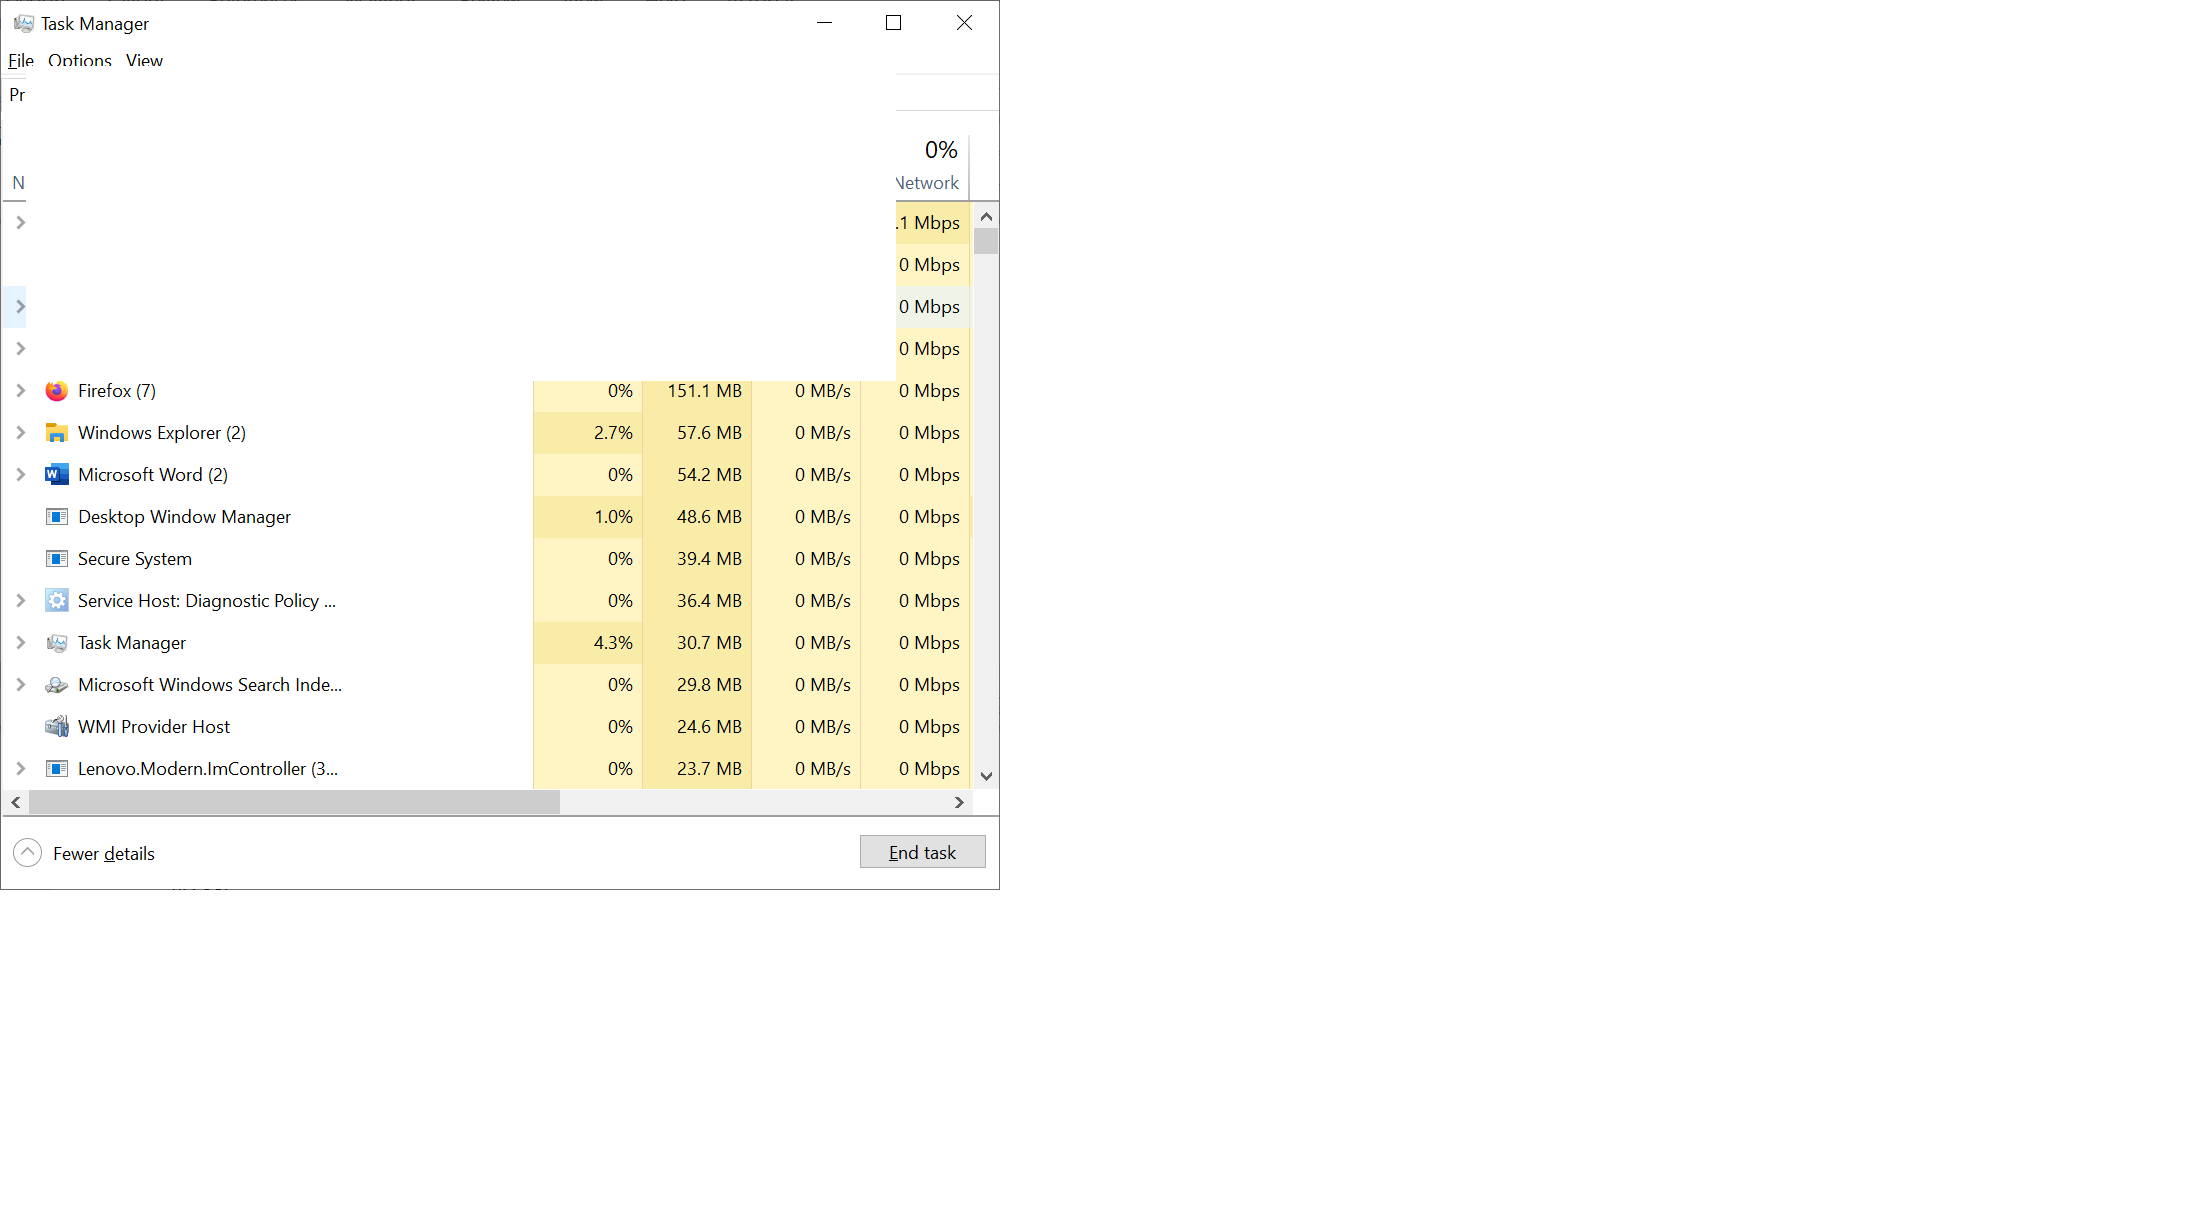 Task Manager
File Options View
Pr
0%
N Network
.1 Mbps
0 Mbps
0 Mbps
0 Mbps
Firefox (7) 0% 151.1 MB 0 MB/s 0 Mbps
Windows Explorer (2) 2.7% 57.6 MB 0 MB/s 0 Mbps
Microsoft Word (2) 0% 54.2 MB 0 MB/s 0 Mbps
Desktop Window Manager 1.0% 48.6 MB 0 MB/s 0 Mbps
Secure System 0% 39.4 MB 0 MB/s 0 Mbps
Service Host: Diagnostic Policy ... 0% 36.4 MB 0 MB/s 0 Mbps
Task Manager 4.3% 30.7 MB 0 MB/s 0 Mbps
Microsoft Windows Search Inde... 0% 29.8 MB 0 MB/s 0 Mbps
WMI Provider Host 0% 24.6 MB 0 MB/s 0 Mbps
Lenovo.Modern.ImController (3... 0% 23.7 MB 0 MB/s 0 Mbps
Fewer details End task